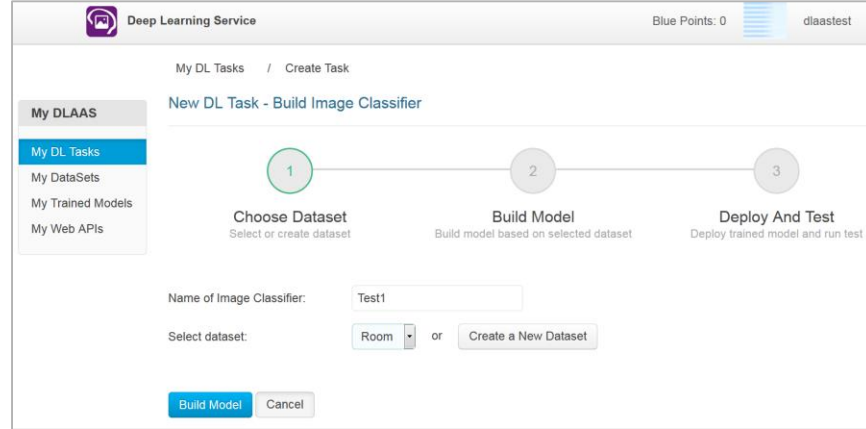 Deep Learning Service
Blue Points: 0
dlaastest
My DL Tasks / Create Task
My DLAAS
My DL Tasks
My DataSets
My Trained Models
My Web APIs
New DL Task - Build Image Classifier
1
2
3
Choose Dataset
Select or create dataset
Build Model
Build model based on selected dataset
Deploy And Test
Deploy trained model and run test
Name of Image Classifier: Test1
Select dataset: Room or Create a New Dataset
Build Model Cancel